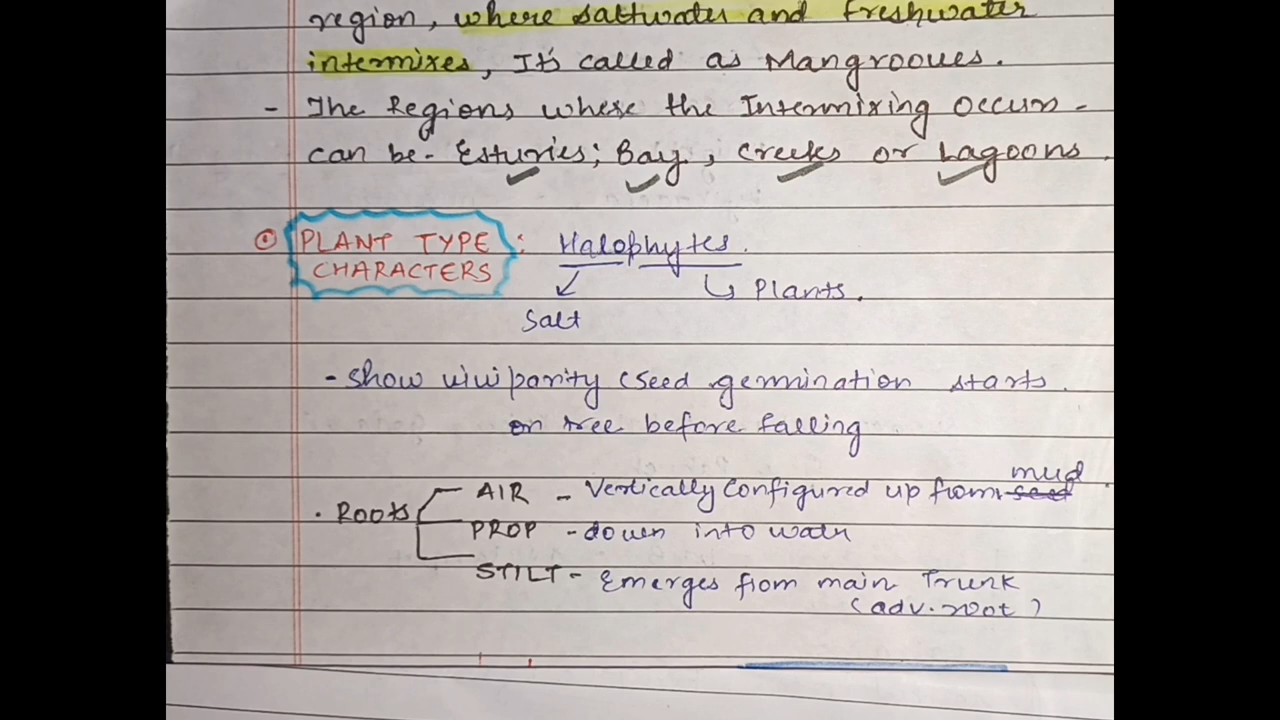 region, where saltwater and freshwater
intermixes, It's called as Mangrooves.
- The Regions where the Intermixing Occurs -
can be - Esturies; Bay, Creeks or Lagoons.
PLANT TYPE : Halophytes.
CHARACTERS
Plants.
Salt
- show viviparity (seed germination starts
on tree before falling
mud
AIR - Vertically Configured up from seed
. Roots
PROP - down into water
STILT - Emerges from main Trunk
(adv. root)